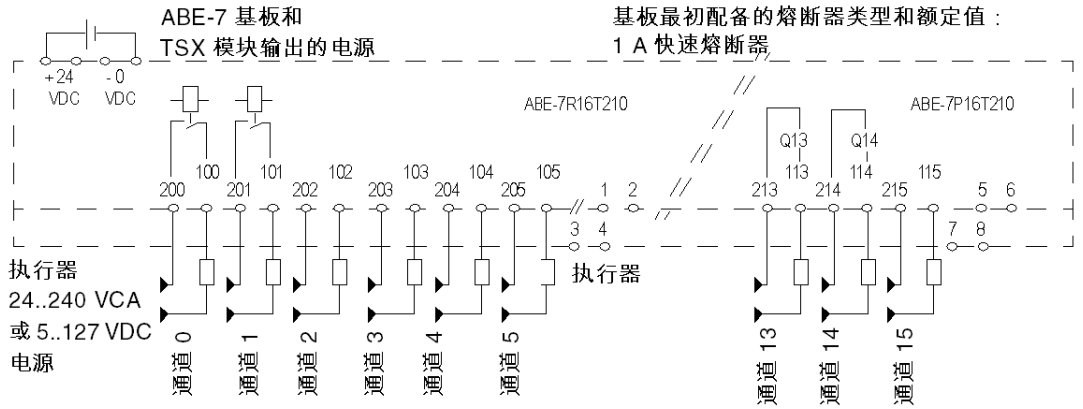 ABE-7 基板和
TSX 模块输出的电源
基板最初配备的熔断器类型和额定值：
1 A 快速熔断器
+24 -0
VDC VDC
ABE-7R16T210
ABE-7P16T210
Q13 Q14
100 101 102 103 104 105 113 114 115
200 201 202 203 204 205 1 2 213 214 215 5 6
3 4 7 8
执行器
24..240 VCA
或 5..127 VDC
电源
执行器
通道 0
通道 1
通道 2
通道 3
通道 4
通道 5
通道 13
通道 14
通道 15